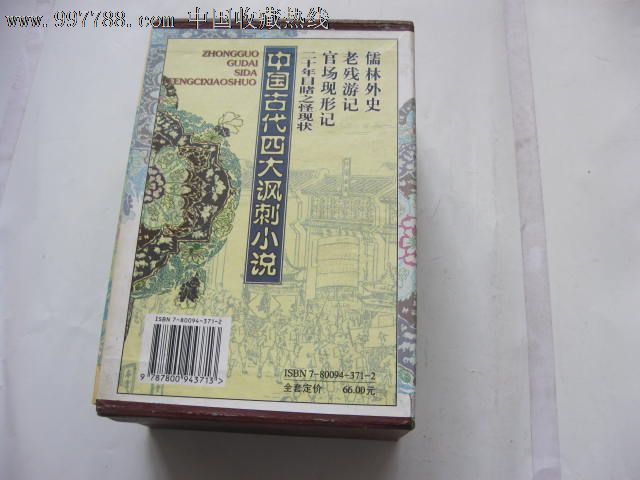 www.997788.com 中国收藏热线
ZHONGGUO
GUDAI
SIDA
FENGCIXIAOSHUO
中国古代四大讽刺小说
儒林外史
老残游记
官场现形记
二十年目睹之怪现状
ISBN 7-80094-371-2
9 787800 943713 >
ISBN 7-80094-371-2
全套定价 66.00元